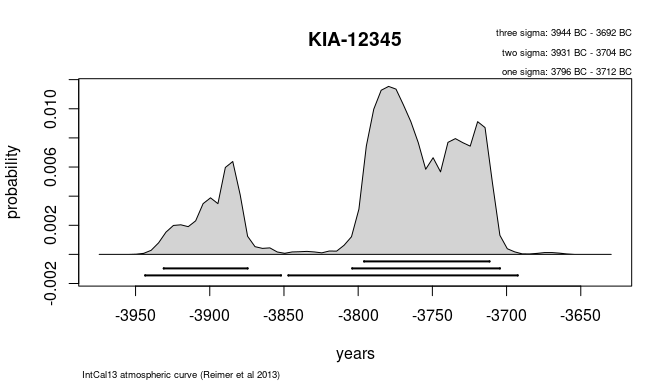 KIA-12345
three sigma: 3944 BC - 3692 BC
two sigma: 3931 BC - 3704 BC
one sigma: 3796 BC - 3712 BC
probability
0.010
0.006
0.002
-0.002
-3950 -3900 -3850 -3800 -3750 -3700 -3650
years
IntCal13 atmospheric curve (Reimer et al 2013)